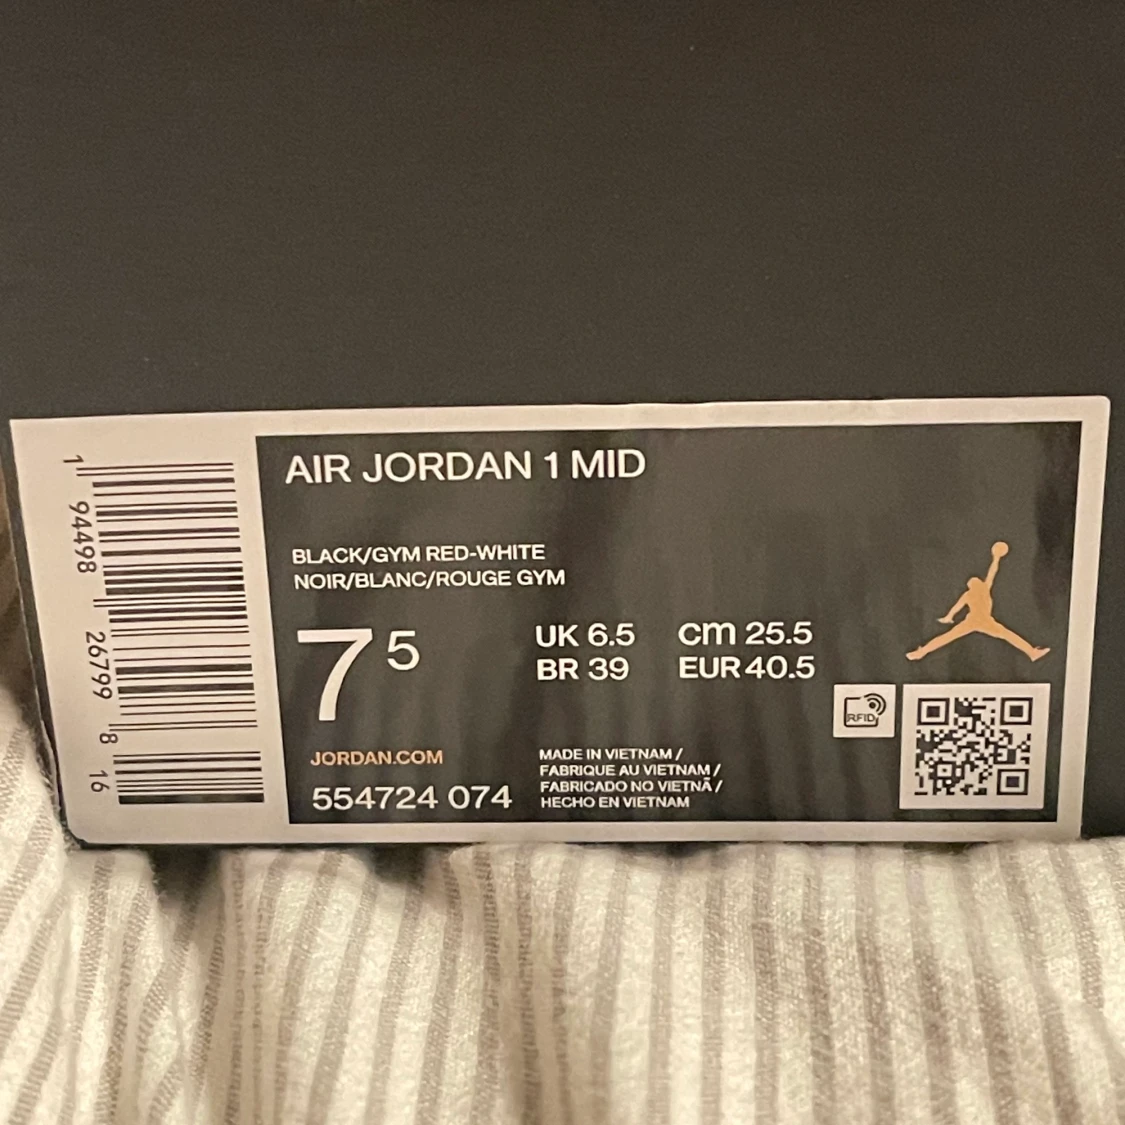 1 94498 26799 8 16
AIR JORDAN 1 MID
BLACK/GYM RED-WHITE
NOIR/BLANC/ROUGE GYM
7 5
UK 6.5 cm 25.5
BR 39 EUR 40.5
RFID
JORDAN.COM
554724 074
MADE IN VIETNAM /
FABRIQUE AU VIETNAM /
FABRICADO NO VIETNÃ /
HECHO EN VIETNAM